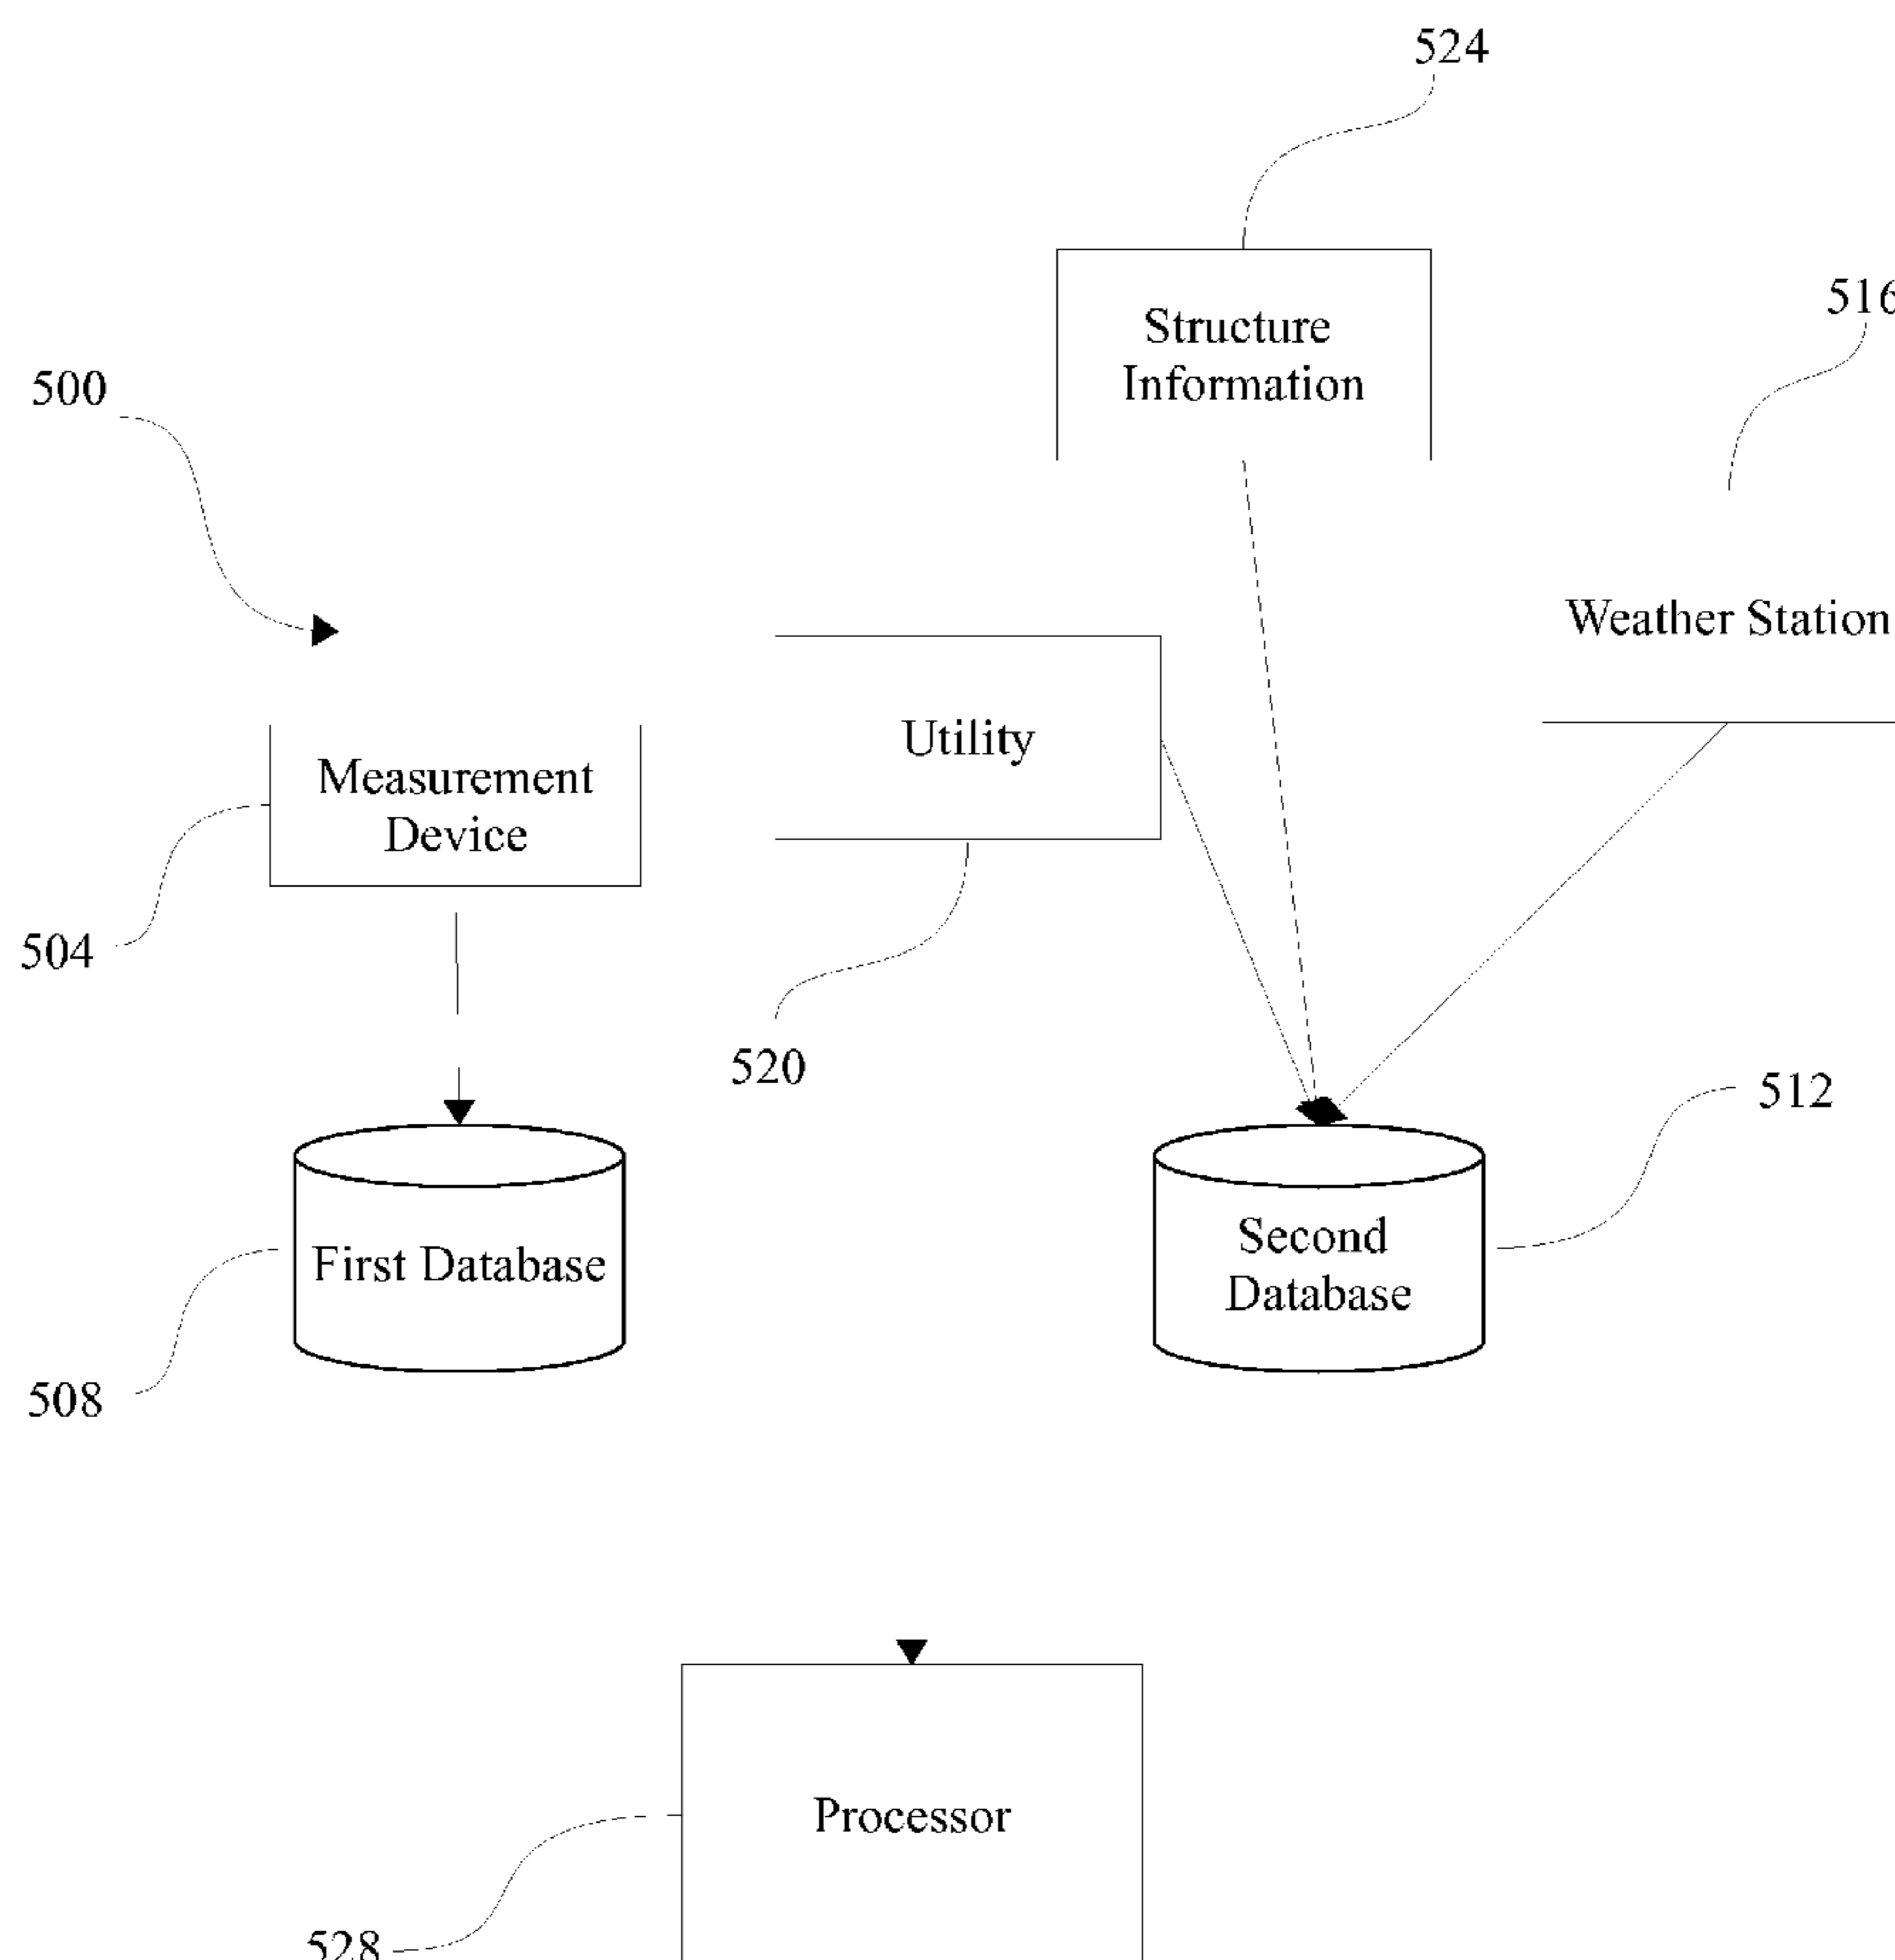 524
516
Structure
Information
500
Weather Station
Utility
Measurement
Device
504
520
512
Second
Database
First Database
508
Processor
528